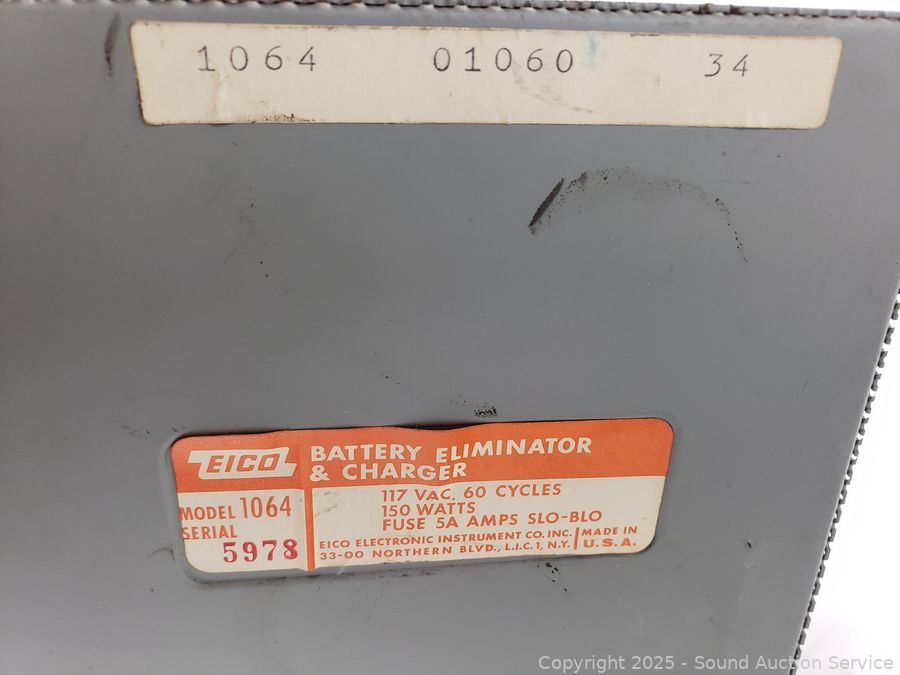 1064 01060 34
EICO
BATTERY ELIMINATOR
& CHARGER
MODEL 1064
SERIAL
5978
117 VAC. 60 CYCLES
150 WATTS
FUSE 5A AMPS SLO-BLO
EICO ELECTRONIC INSTRUMENT CO. INC.
33-00 NORTHERN BLVD., L.I.C. 1, N.Y.
MADE IN
U.S.A.
Copyright © 2025 - Sound Auction Service